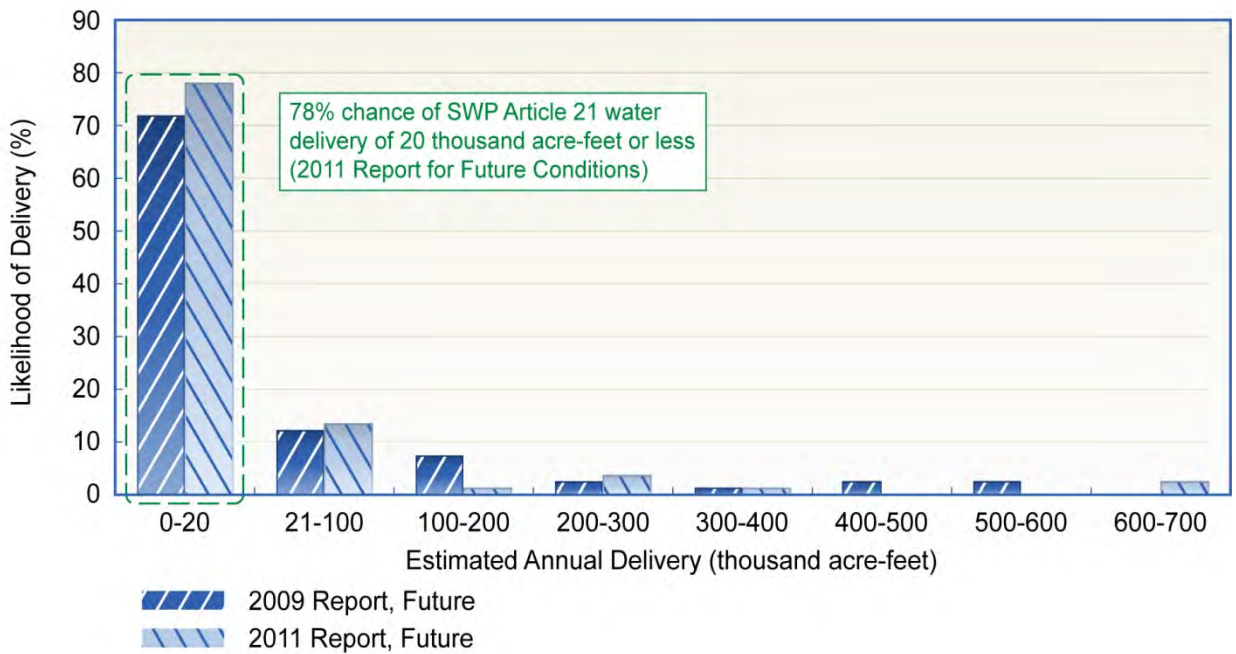 90
80
70
60
50
40
30
20
10
0
Likelihood of Delivery (%)
78% chance of SWP Article 21 water
delivery of 20 thousand acre-feet or less
(2011 Report for Future Conditions)
0-20 21-100 100-200 200-300 300-400 400-500 500-600 600-700
Estimated Annual Delivery (thousand acre-feet)
2009 Report, Future
2011 Report, Future